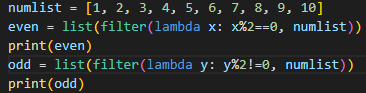 numlist = [1, 2, 3, 4, 5, 6, 7, 8, 9, 10]
even = list(filter(lambda x: x%2==0, numlist))
print(even)
odd = list(filter(lambda y: y%2!=0, numlist))
print(odd)